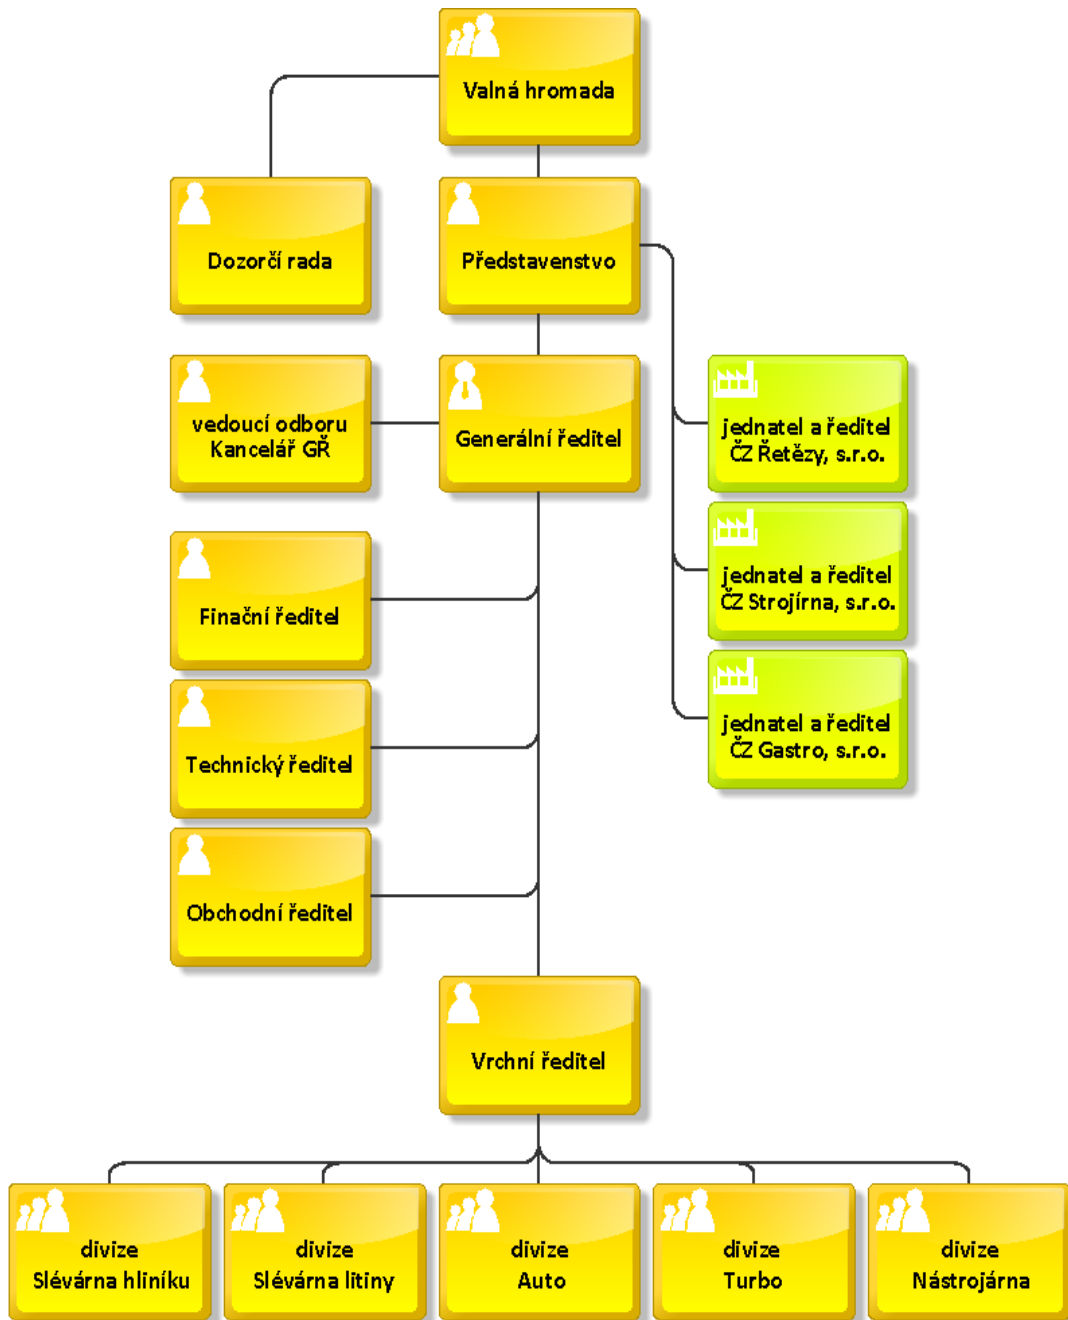 Valná hromada
Dozorčí rada
Představenstvo
vedoucí odboru
Kancelář GŘ
Generální ředitel
jednatel a ředitel
ČZ Řetězy, s.r.o.
jednatel a ředitel
ČZ Strojírna, s.r.o.
Finační ředitel
jednatel a ředitel
ČZ Gastro, s.r.o.
Technický ředitel
Obchodní ředitel
Vrchní ředitel
divize
Slévárna hliníku
divize
Slévárna litiny
divize
Auto
divize
Turbo
divize
Nástrojárna